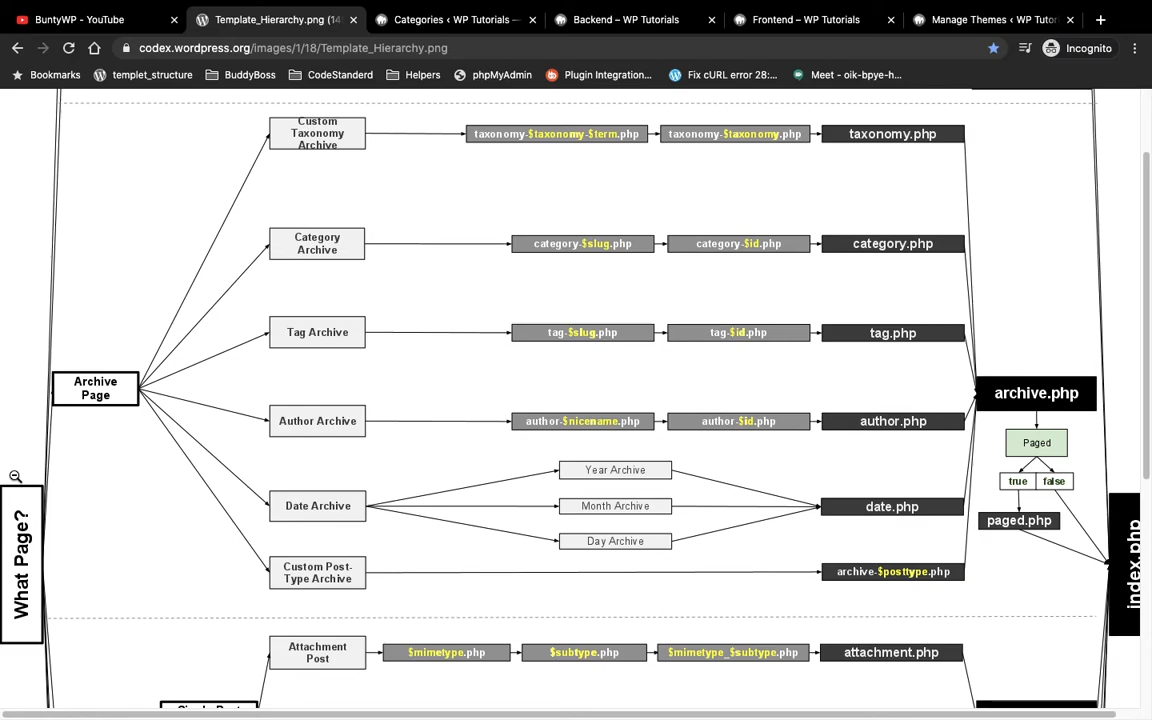 BuntyWP - YouTube
Template_Hierarchy.png (14
Categories ‹ WP Tutorials —
Backend – WP Tutorials
Frontend – WP Tutorials
Manage Themes ‹ WP Tutor
codex.wordpress.org/images/1/18/Template_Hierarchy.png
Incognito
Bookmarks
templet_structure
BuddyBoss
CodeStanderd
Helpers
phpMyAdmin
Plugin Integration...
Fix cURL error 28:...
Meet - oik-bpye-h...
Custom
Taxonomy
Archive
taxonomy-$taxonomy-$term.php
taxonomy-$taxonomy.php
taxonomy.php
Category
Archive
category-$slug.php
category-$id.php
category.php
Tag Archive
tag-$slug.php
tag-$id.php
tag.php
Archive
Page
archive.php
Author Archive
author-$nicename.php
author-$id.php
author.php
Paged
true
false
paged.php
Year Archive
Date Archive
Month Archive
date.php
Day Archive
Custom Post-
Type Archive
archive-$posttype.php
What Page?
index.php
Attachment
Post
$mimetype.php
$subtype.php
$mimetype_$subtype.php
attachment.php